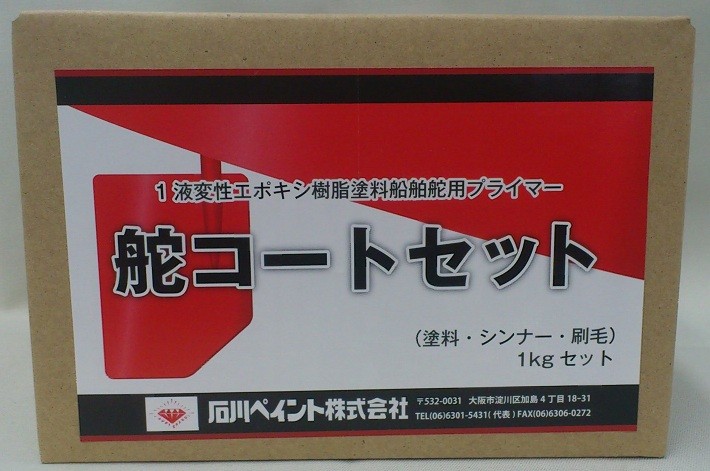 1液変性エポキシ樹脂塗料船舶舵用プライマー
舵コートセット
（塗料・シンナー・刷毛）
1kg セット
石川ペイント株式会社
〒532-0031 大阪市淀川区加島4丁目18-31
TEL(06)6301-5431(代表) FAX(06)6306-0272